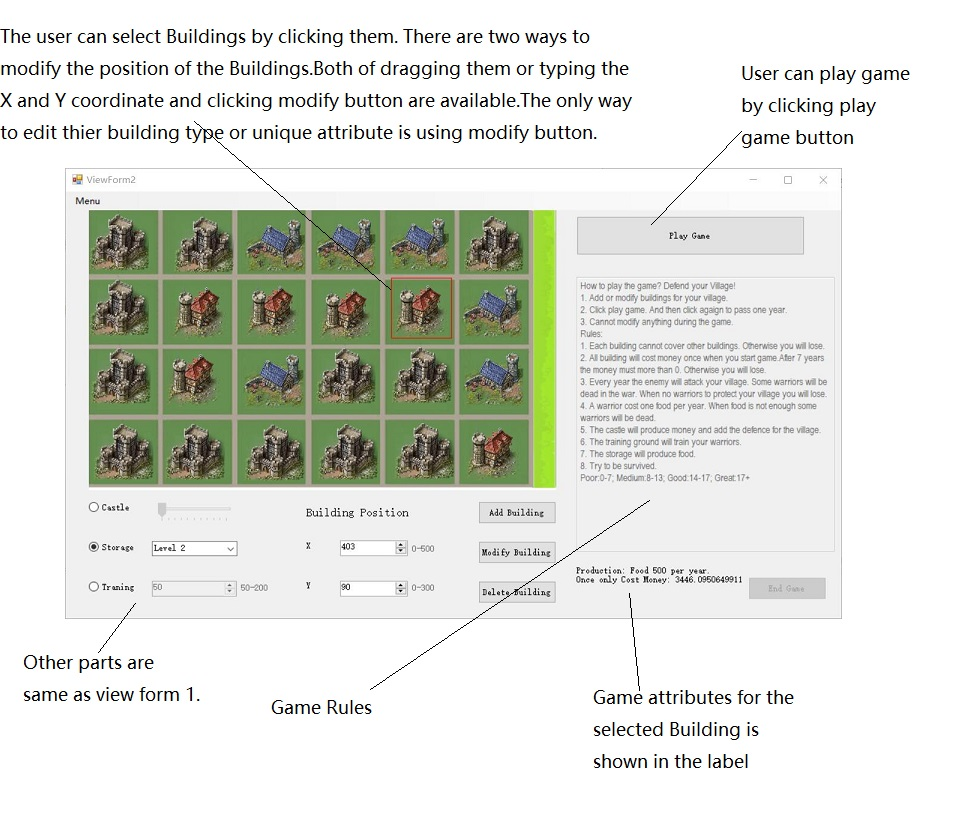 The user can select Buildings by clicking them. There are two ways to
modify the position of the Buildings.Both of dragging them or typing the
X and Y coordinate and clicking modify button are available.The only way
to edit thier building type or unique attribute is using modify button.
User can play game
by clicking play
game button
ViewForm2
Menu
Play Game
How to play the game? Defend your Village!
1. Add or modify buildings for your village.
2. Click play game. And then click agaign to pass one year.
3. Cannot modify anything during the game.
Rules:
1. Each building cannot cover other buildings. Otherwise you will lose.
2. All building will cost money once when you start game.After 7 years
the money must more than 0. Otherwise you will lose.
3. Every year the enemy will attack your village. Some warriors will be
dead in the war. When no warriors to protect your village you will lose.
4. A warrior cost one food per year. When food is not enough some
warriors will be dead.
5. The castle will produce money and add the defence for the village.
6. The training ground will train your warriors.
7. The storage will produce food.
8. Try to be survived.
Poor:0-7; Medium:8-13; Good:14-17; Great:17+
Castle
Building Position
Add Building
Storage
Level 2
X
403
0-500
Modify Building
Traning
50
50-200
Y
90
0-300
Delete Building
Production: Food 500 per year.
Once only Cost Money: 3446.0950649911
End Game
Other parts are
same as view form 1.
Game Rules
Game attributes for the
selected Building is
shown in the label